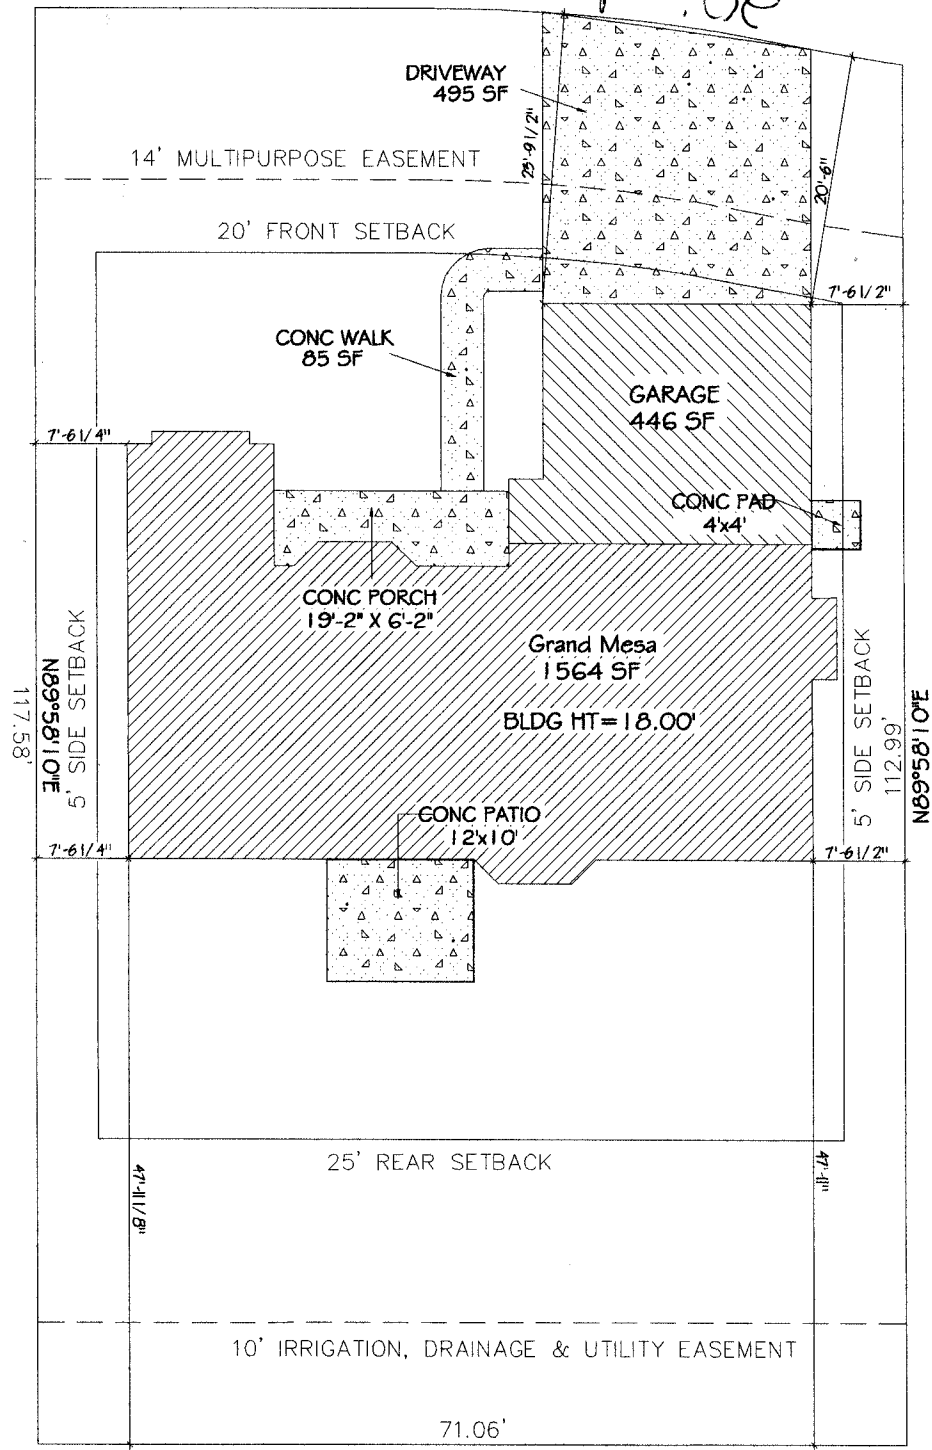 DRIVEWAY
495 SF
14' MULTIPURPOSE EASEMENT
20' FRONT SETBACK
20'-6"
7'-6 1/2"
CONC WALK
85 SF
GARAGE
446 SF
7'-6 1/4"
CONC PAD
4'x4'
CONC PORCH
19'-2" X 6'-2"
Grand Mesa
1564 SF
BLDG HT=18.00'
5' SIDE SETBACK
N89°58'10"E
117.58'
5' SIDE SETBACK
112.99'
N89°58'10"E
CONC PATIO
12'x10'
7'-6 1/4"
7'-6 1/2"
25' REAR SETBACK
47'-11 1/8"
47'-11"
10' IRRIGATION, DRAINAGE & UTILITY EASEMENT
71.06'